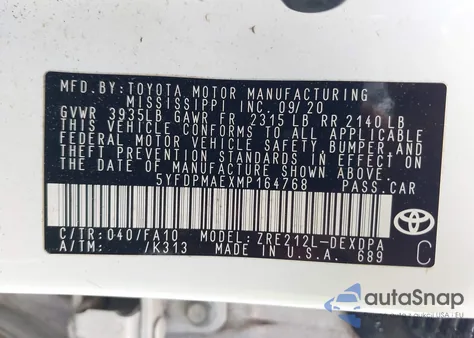 MFD.BY: TOYOTA MOTOR MANUFACTURING
MISSISSIPPI INC. 09/20
GVWR 3935LB GAWR FR 2315 LB RR 2140 LB
THIS VEHICLE CONFORMS TO ALL APPLICABLE
FEDERAL MOTOR VEHICLE SAFETY, BUMPER, AND
THEFT PREVENTION STANDARDS IN EFFECT ON
THE DATE OF MANUFACTURE SHOWN ABOVE.
5YFDPMAEXMP164768 PASS.CAR
C/TR: 040/FA10 MODEL: ZRE212L-DEXDPA
A/TM: /K313 MADE IN U.S.A. 689
TOYOTA
C
autoSnap